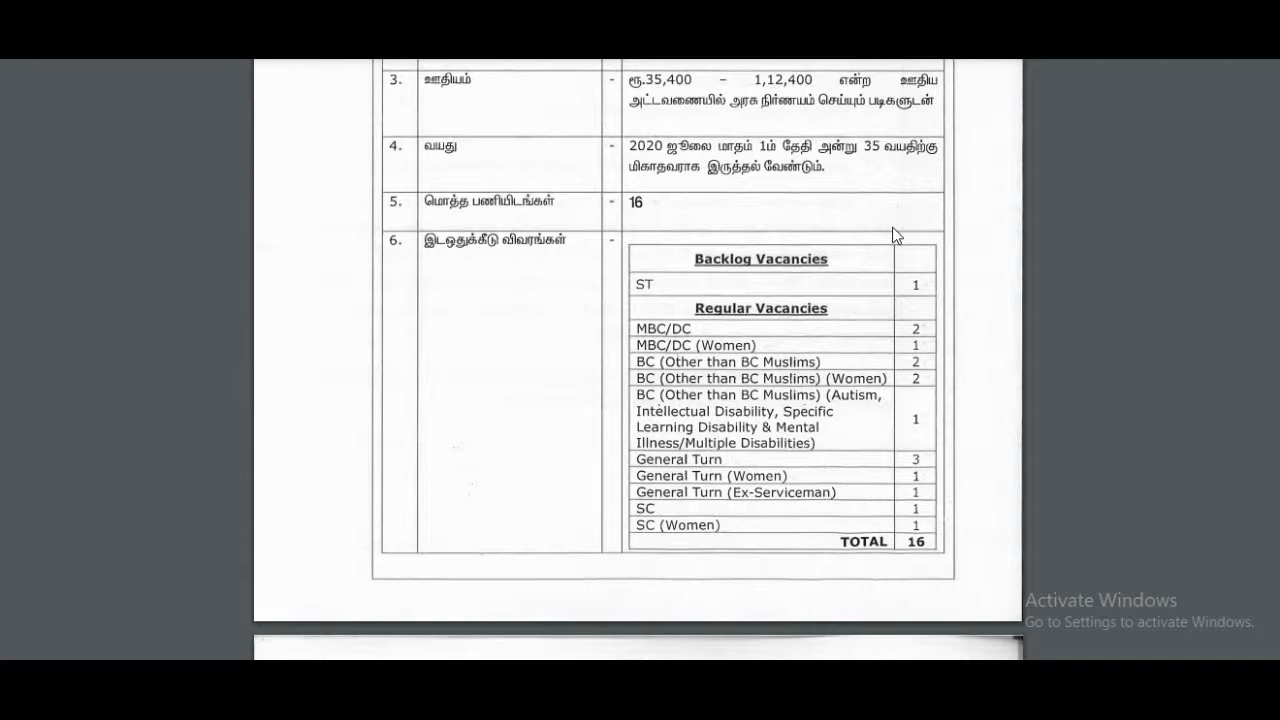 3. ஊதியம் - ரூ.35,400 – 1,12,400 என்ற ஊதிய
அட்டவணையில் அரசு நிர்ணயம் செய்யும் படிகளுடன்
4. வயது - 2020 ஜூலை மாதம் 1ம் தேதி அன்று 35 வயதிற்கு
மிகாதவராக இருத்தல் வேண்டும்.
5. மொத்த பணியிடங்கள் - 16
6. இடஒதுக்கீடு விவரங்கள் -
Backlog Vacancies
ST 1
Regular Vacancies
MBC/DC 2
MBC/DC (Women) 1
BC (Other than BC Muslims) 2
BC (Other than BC Muslims) (Women) 2
BC (Other than BC Muslims) (Autism,
Intellectual Disability, Specific
Learning Disability & Mental
Illness/Multiple Disabilities) 1
General Turn 3
General Turn (Women) 1
General Turn (Ex-Serviceman) 1
SC 1
SC (Women) 1
TOTAL 16
Activate Windows
Go to Settings to activate Windows.